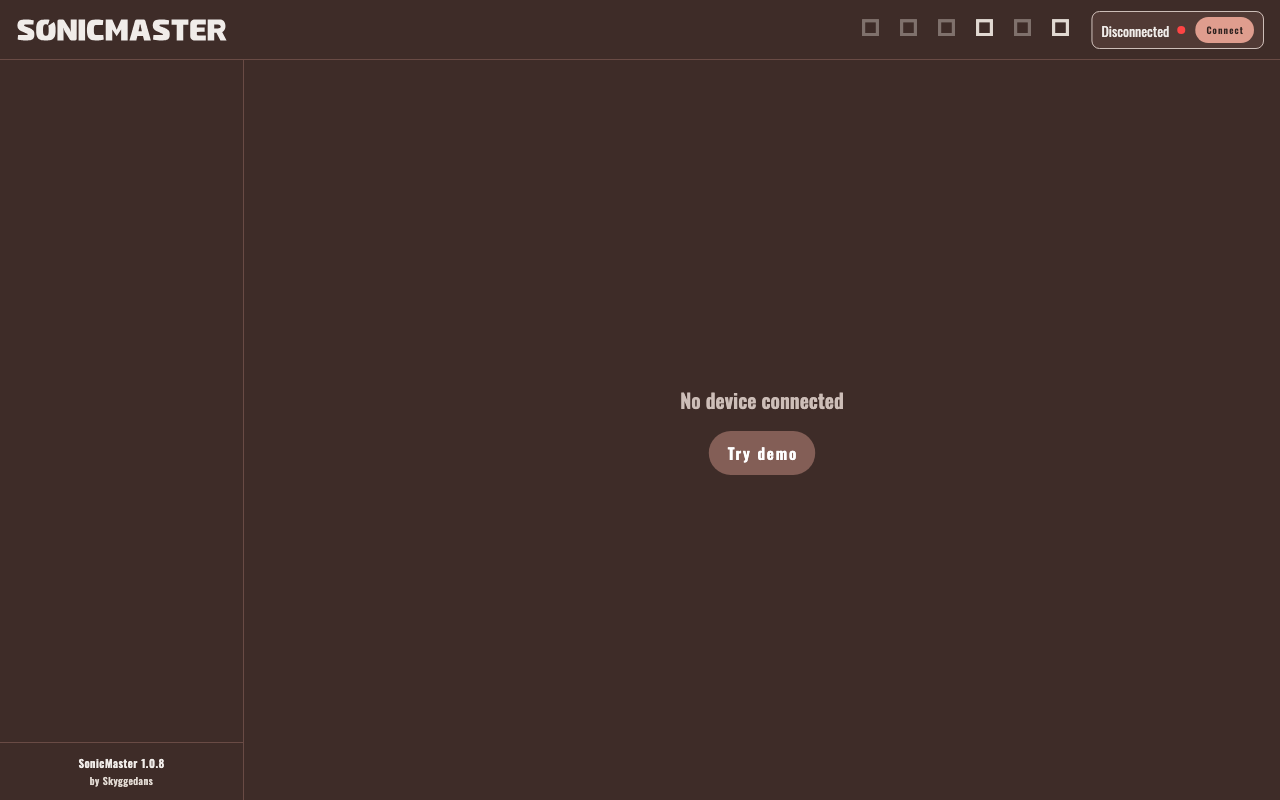 SONICMASTER
Disconnected
Connect
No device connected
Try demo
SonicMaster 1.0.8
by Skyggedans